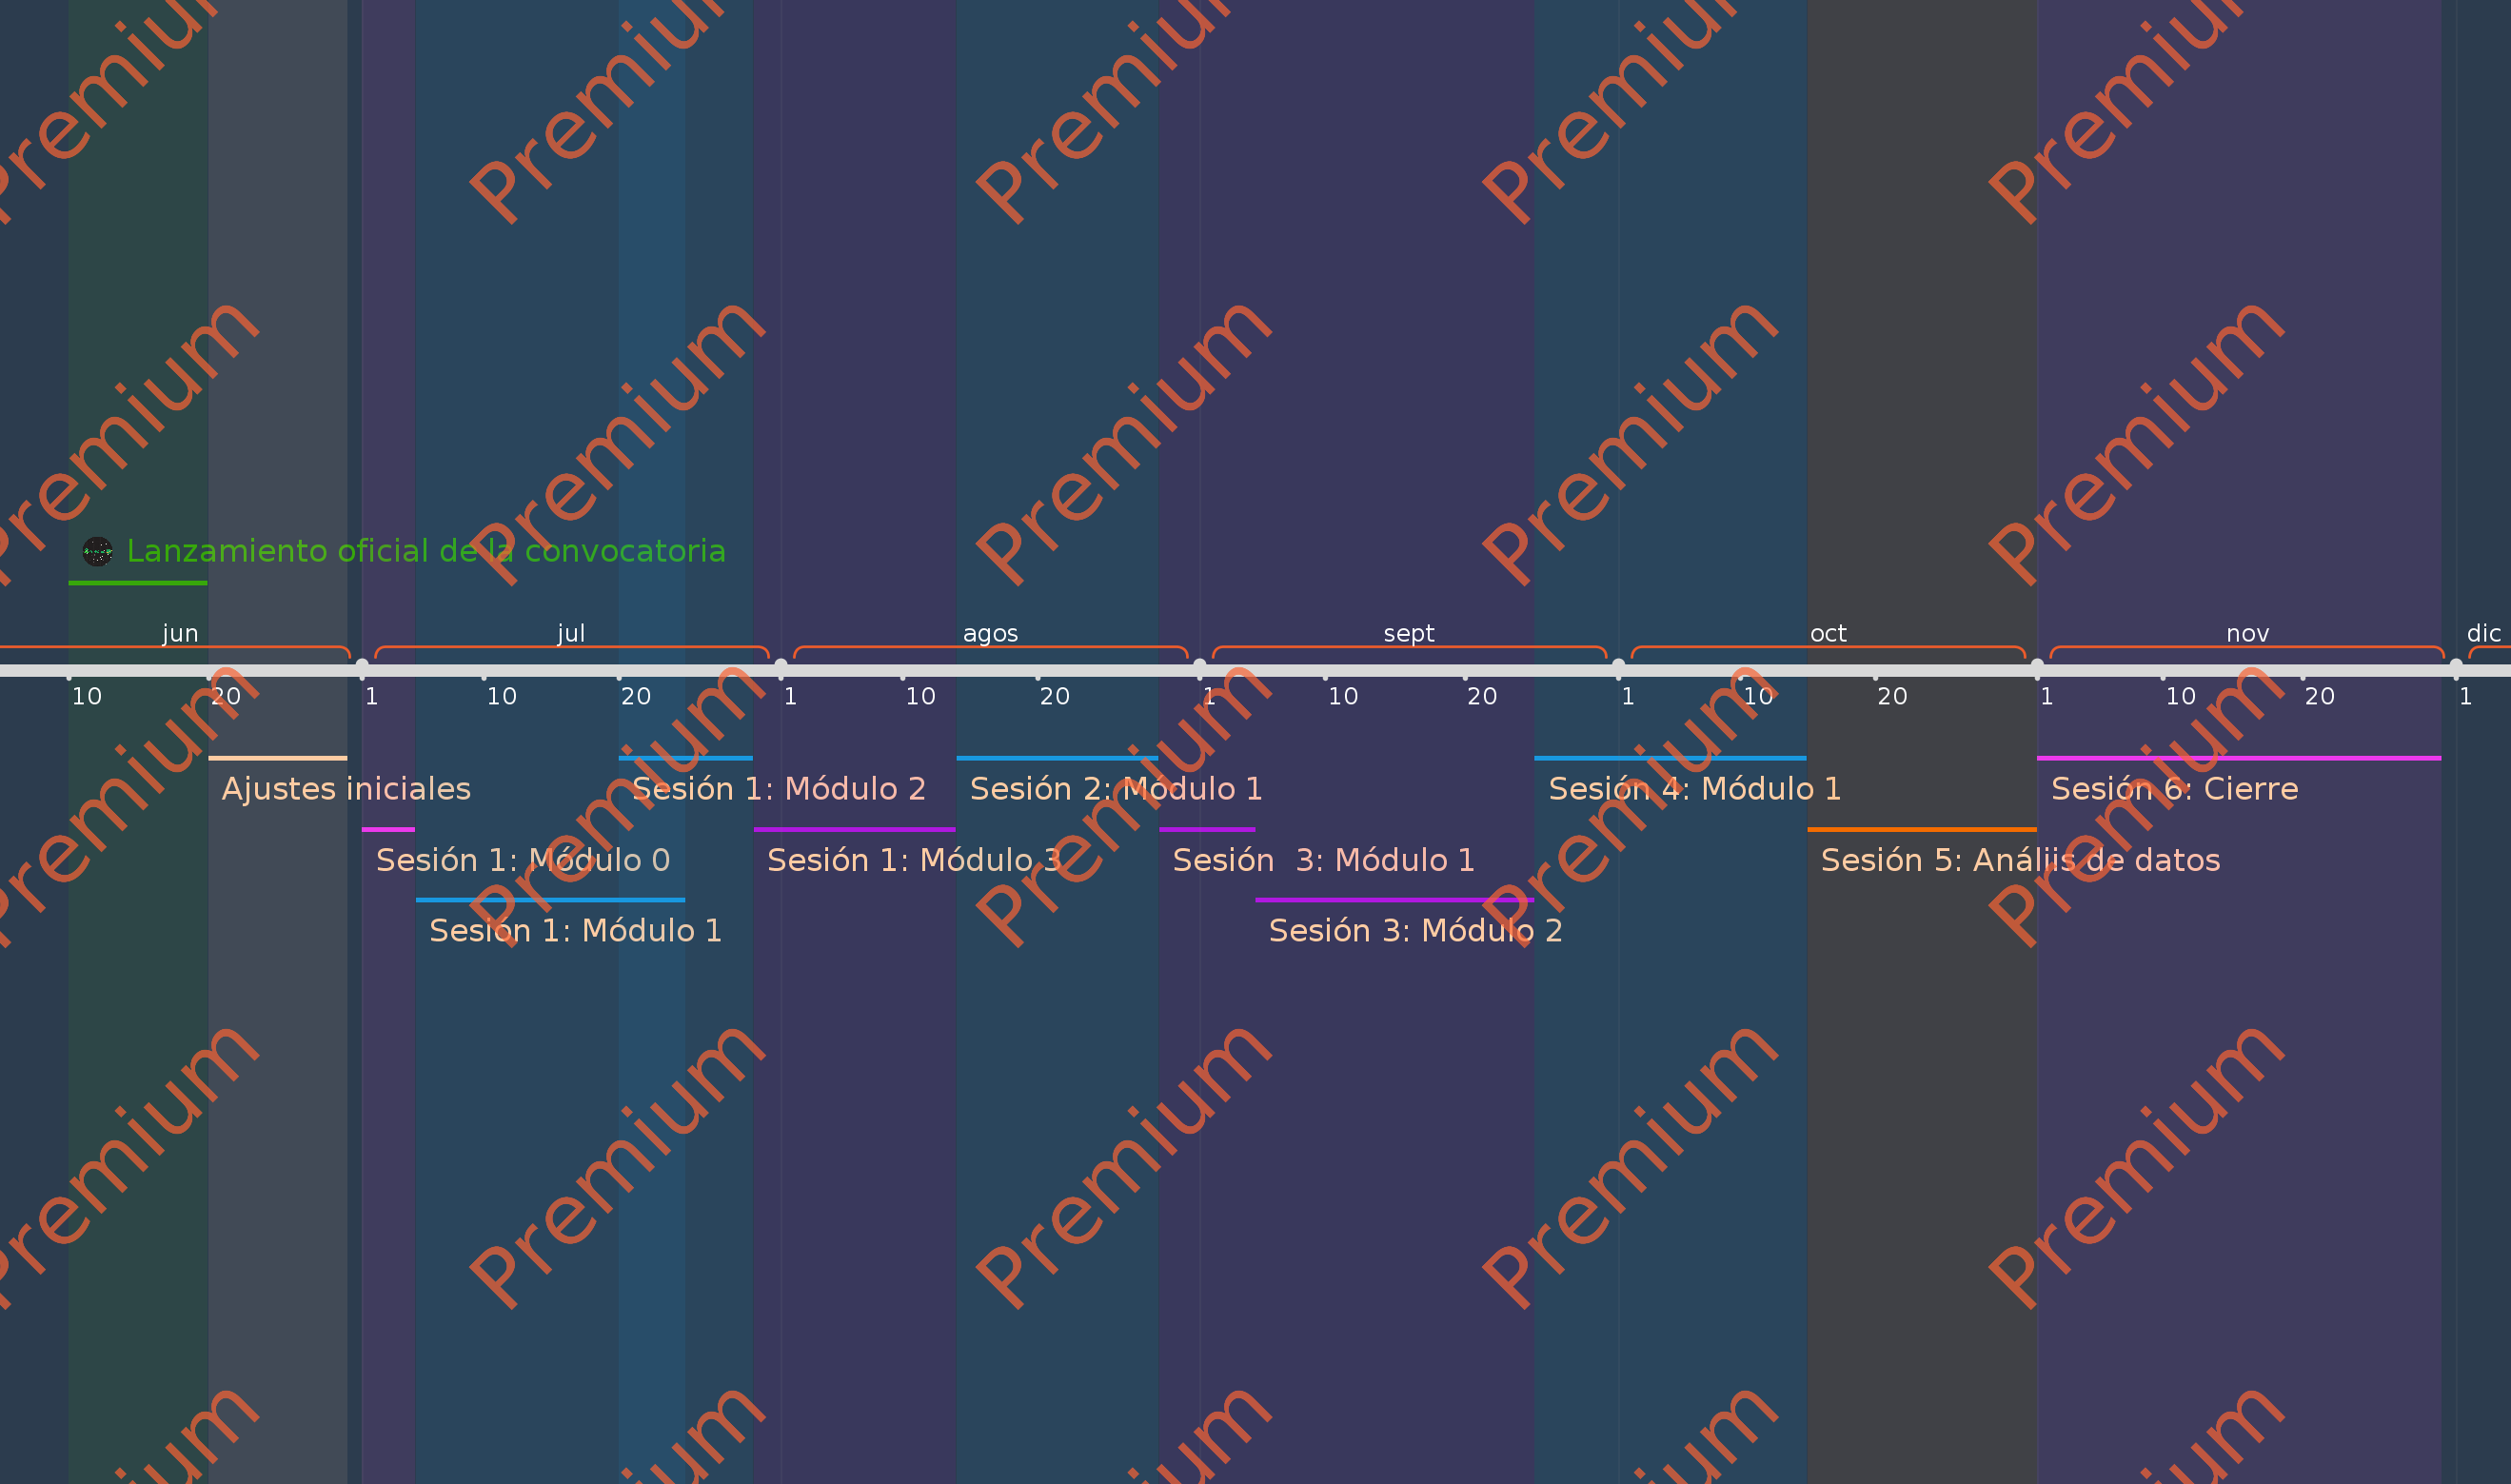 Premium Premium Premium Premium Premium
Premium Premium Premium Premium Premium
Lanzamiento oficial de la convocatoria
jun jul agos sept oct nov dic
10 20 1 10 20 1 10 20 1 10 20 1 10 20 1 10 20 1
Premium Premium Premium Premium Premium
Ajustes iniciales
Sesión 1: Módulo 2
Sesión 2: Módulo 1
Sesión 4: Módulo 1
Sesión 6: Cierre
Sesión 1: Módulo 0
Sesión 1: Módulo 3
Sesión  3: Módulo 1
Sesión 5: Análiis de datos
Sesión 1: Módulo 1
Sesión 3: Módulo 2
Premium Premium Premium Premium Premium
Premium Premium Premium Premium Premium